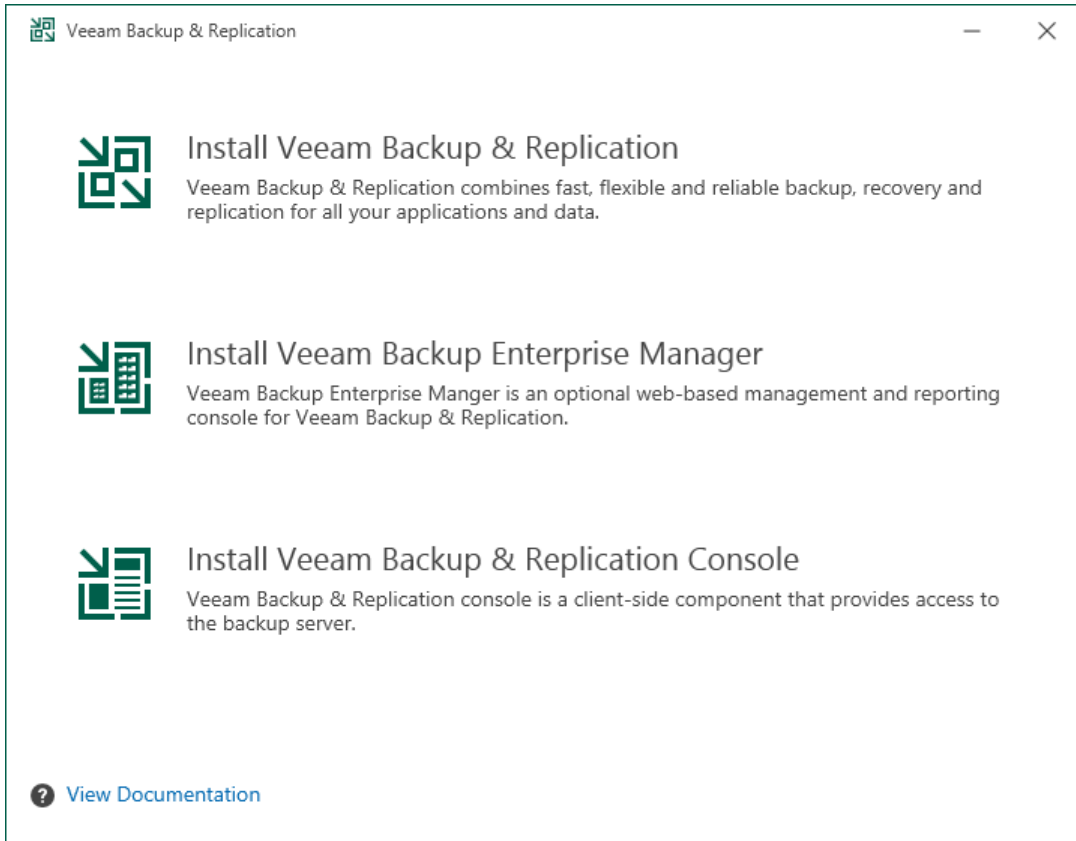 Veeam Backup & Replication
Install Veeam Backup & Replication
Veeam Backup & Replication combines fast, flexible and reliable backup, recovery and
replication for all your applications and data.
Install Veeam Backup Enterprise Manager
Veeam Backup Enterprise Manger is an optional web-based management and reporting
console for Veeam Backup & Replication.
Install Veeam Backup & Replication Console
Veeam Backup & Replication console is a client-side component that provides access to
the backup server.
? View Documentation